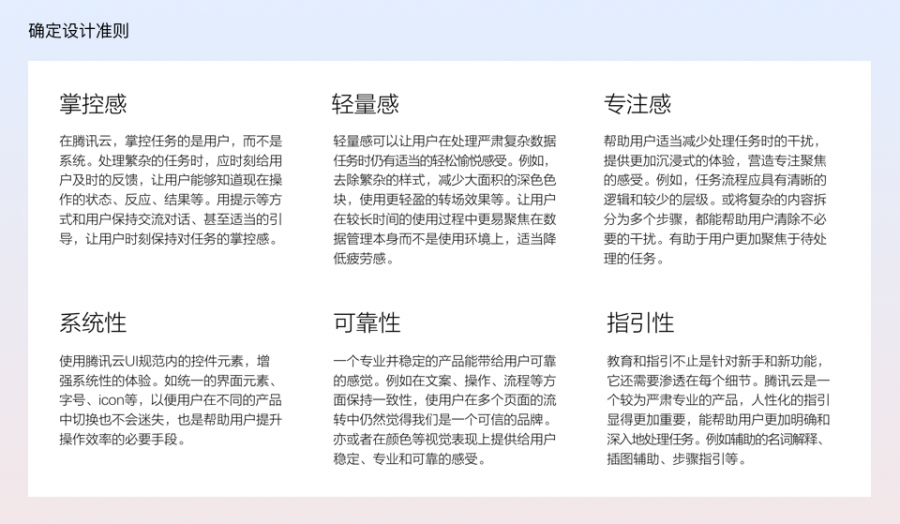 确定设计准则
掌控感
在腾讯云，掌控任务的是用户，而不是
系统。处理繁杂的任务时，应时刻给用
户及时的反馈，让用户能够知道现在操
作的状态、反应、结果等。用提示等方
式和用户保持交流对话、甚至适当的引
导，让用户时刻保持对任务的掌控感。
轻量感
轻量感可以让用户在处理严肃复杂数据
任务时仍有适当的轻松愉悦感受。例如，
去除繁杂的样式，减少大面积的深色色
块，使用更轻盈的转场效果等。让用户
在较长时间的使用过程中更易聚焦在数
据管理本身而不是使用环境上，适当降
低疲劳感。
专注感
帮助用户适当减少处理任务时的干扰，
提供更加沉浸式的体验，营造专注聚焦
的感受。例如，任务流程应具有清晰的
逻辑和较少的层级。或将复杂的内容拆
分为多个步骤，都能帮助用户清除不必
要的干扰。有助于用户更加聚焦于待处
理的任务。
系统性
使用腾讯云UI规范内的控件元素，增
强系统性的体验。如统一的界面元素、
字号、icon等，以便用户在不同的产品
中切换也不会迷失，也是帮助用户提升
操作效率的必要手段。
可靠性
一个专业并稳定的产品能带给用户可靠
的感觉。例如在文案、操作、流程等方
面保持一致性，使用户在多个页面的流
转中仍然觉得我们是一个可信的品牌。
亦或者在颜色等视觉表现上提供给用户
稳定、专业和可靠的感受。
指引性
教育和指引不止是针对新手和新功能，
它还需要渗透在每个细节。腾讯云是一
个较为严肃专业的产品，人性化的指引
显得更加重要，能帮助用户更加明确和
深入地处理任务。例如辅助的名词解释、
插图辅助、步骤指引等。